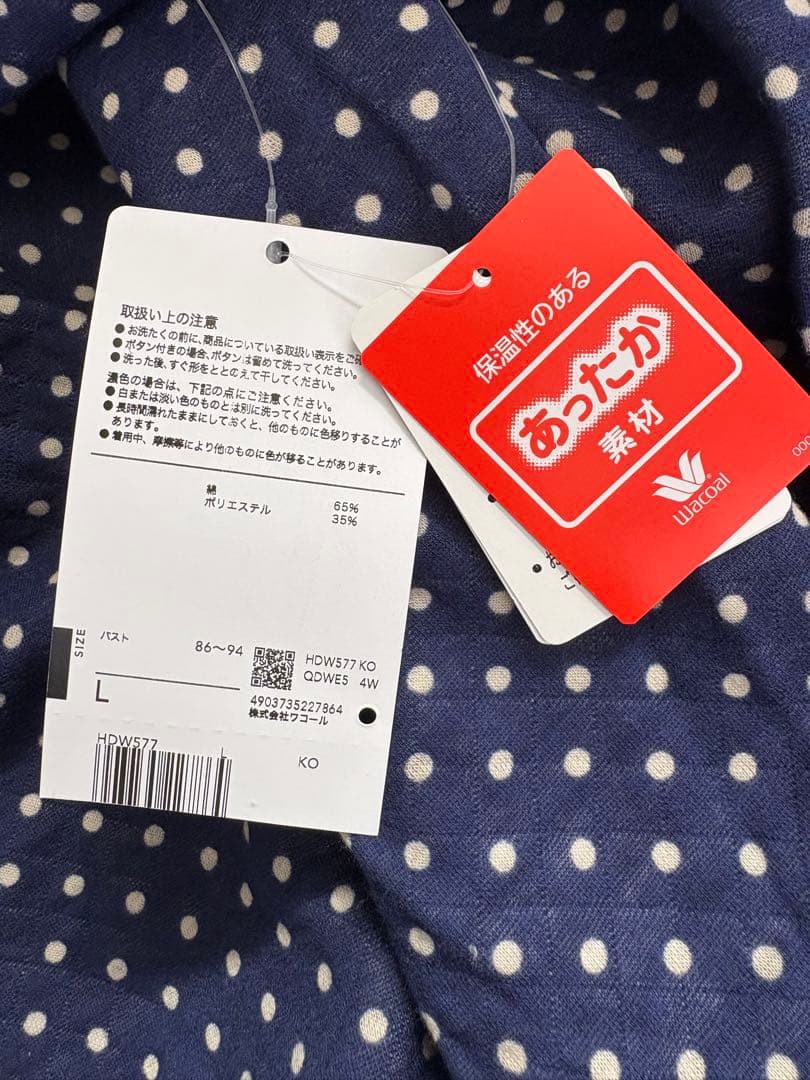 取扱い上の注意
●お洗たくの前に、商品についている取扱い表示をご確
●ボタン付きの場合、ボタンは留めて洗ってください。
●洗った後、すぐ形をととのえて干してください。
濃色の場合は、下記の点にご注意ください。
●白または淡い色のものとは別に洗ってください。
●長時間濡れたままにしておくと、他のものに色移りすることが
あります。
●着用中、摩擦等により他のものに色が移ることがあります。
綿 65%
ポリエステル 35%
SIZE
バスト 86〜94
L
HDW577 KO
QDWE5 4W
4903735227864
株式会社ワコール
HDW577 L KO
保温性のある
あったか
素材
Wacoal